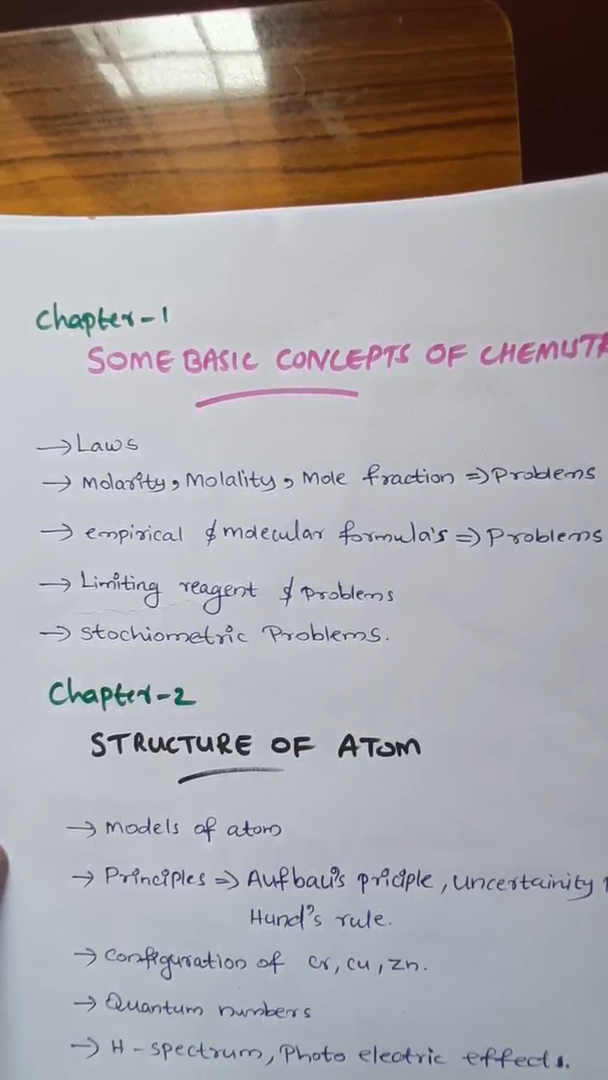 Chapter-1
SOME BASIC CONCEPTS OF
→ Laws
→ Molarity, Molality, Mole fraction ⇒ Problems
→ empirical & molecular formula's ⇒ Problems
→ Limiting reagent & Problems
→ Stochiometric Problems.
Chapter-2
STRUCTURE OF ATOM
→ Models of atom
→ Principles ⇒ Aufbau's priciple, Uncertainity
Hund's rule.
→ Configuration of Cr, Cu, Zn.
→ Quantum numbers
→ H-spectrum, Photo electric effects.